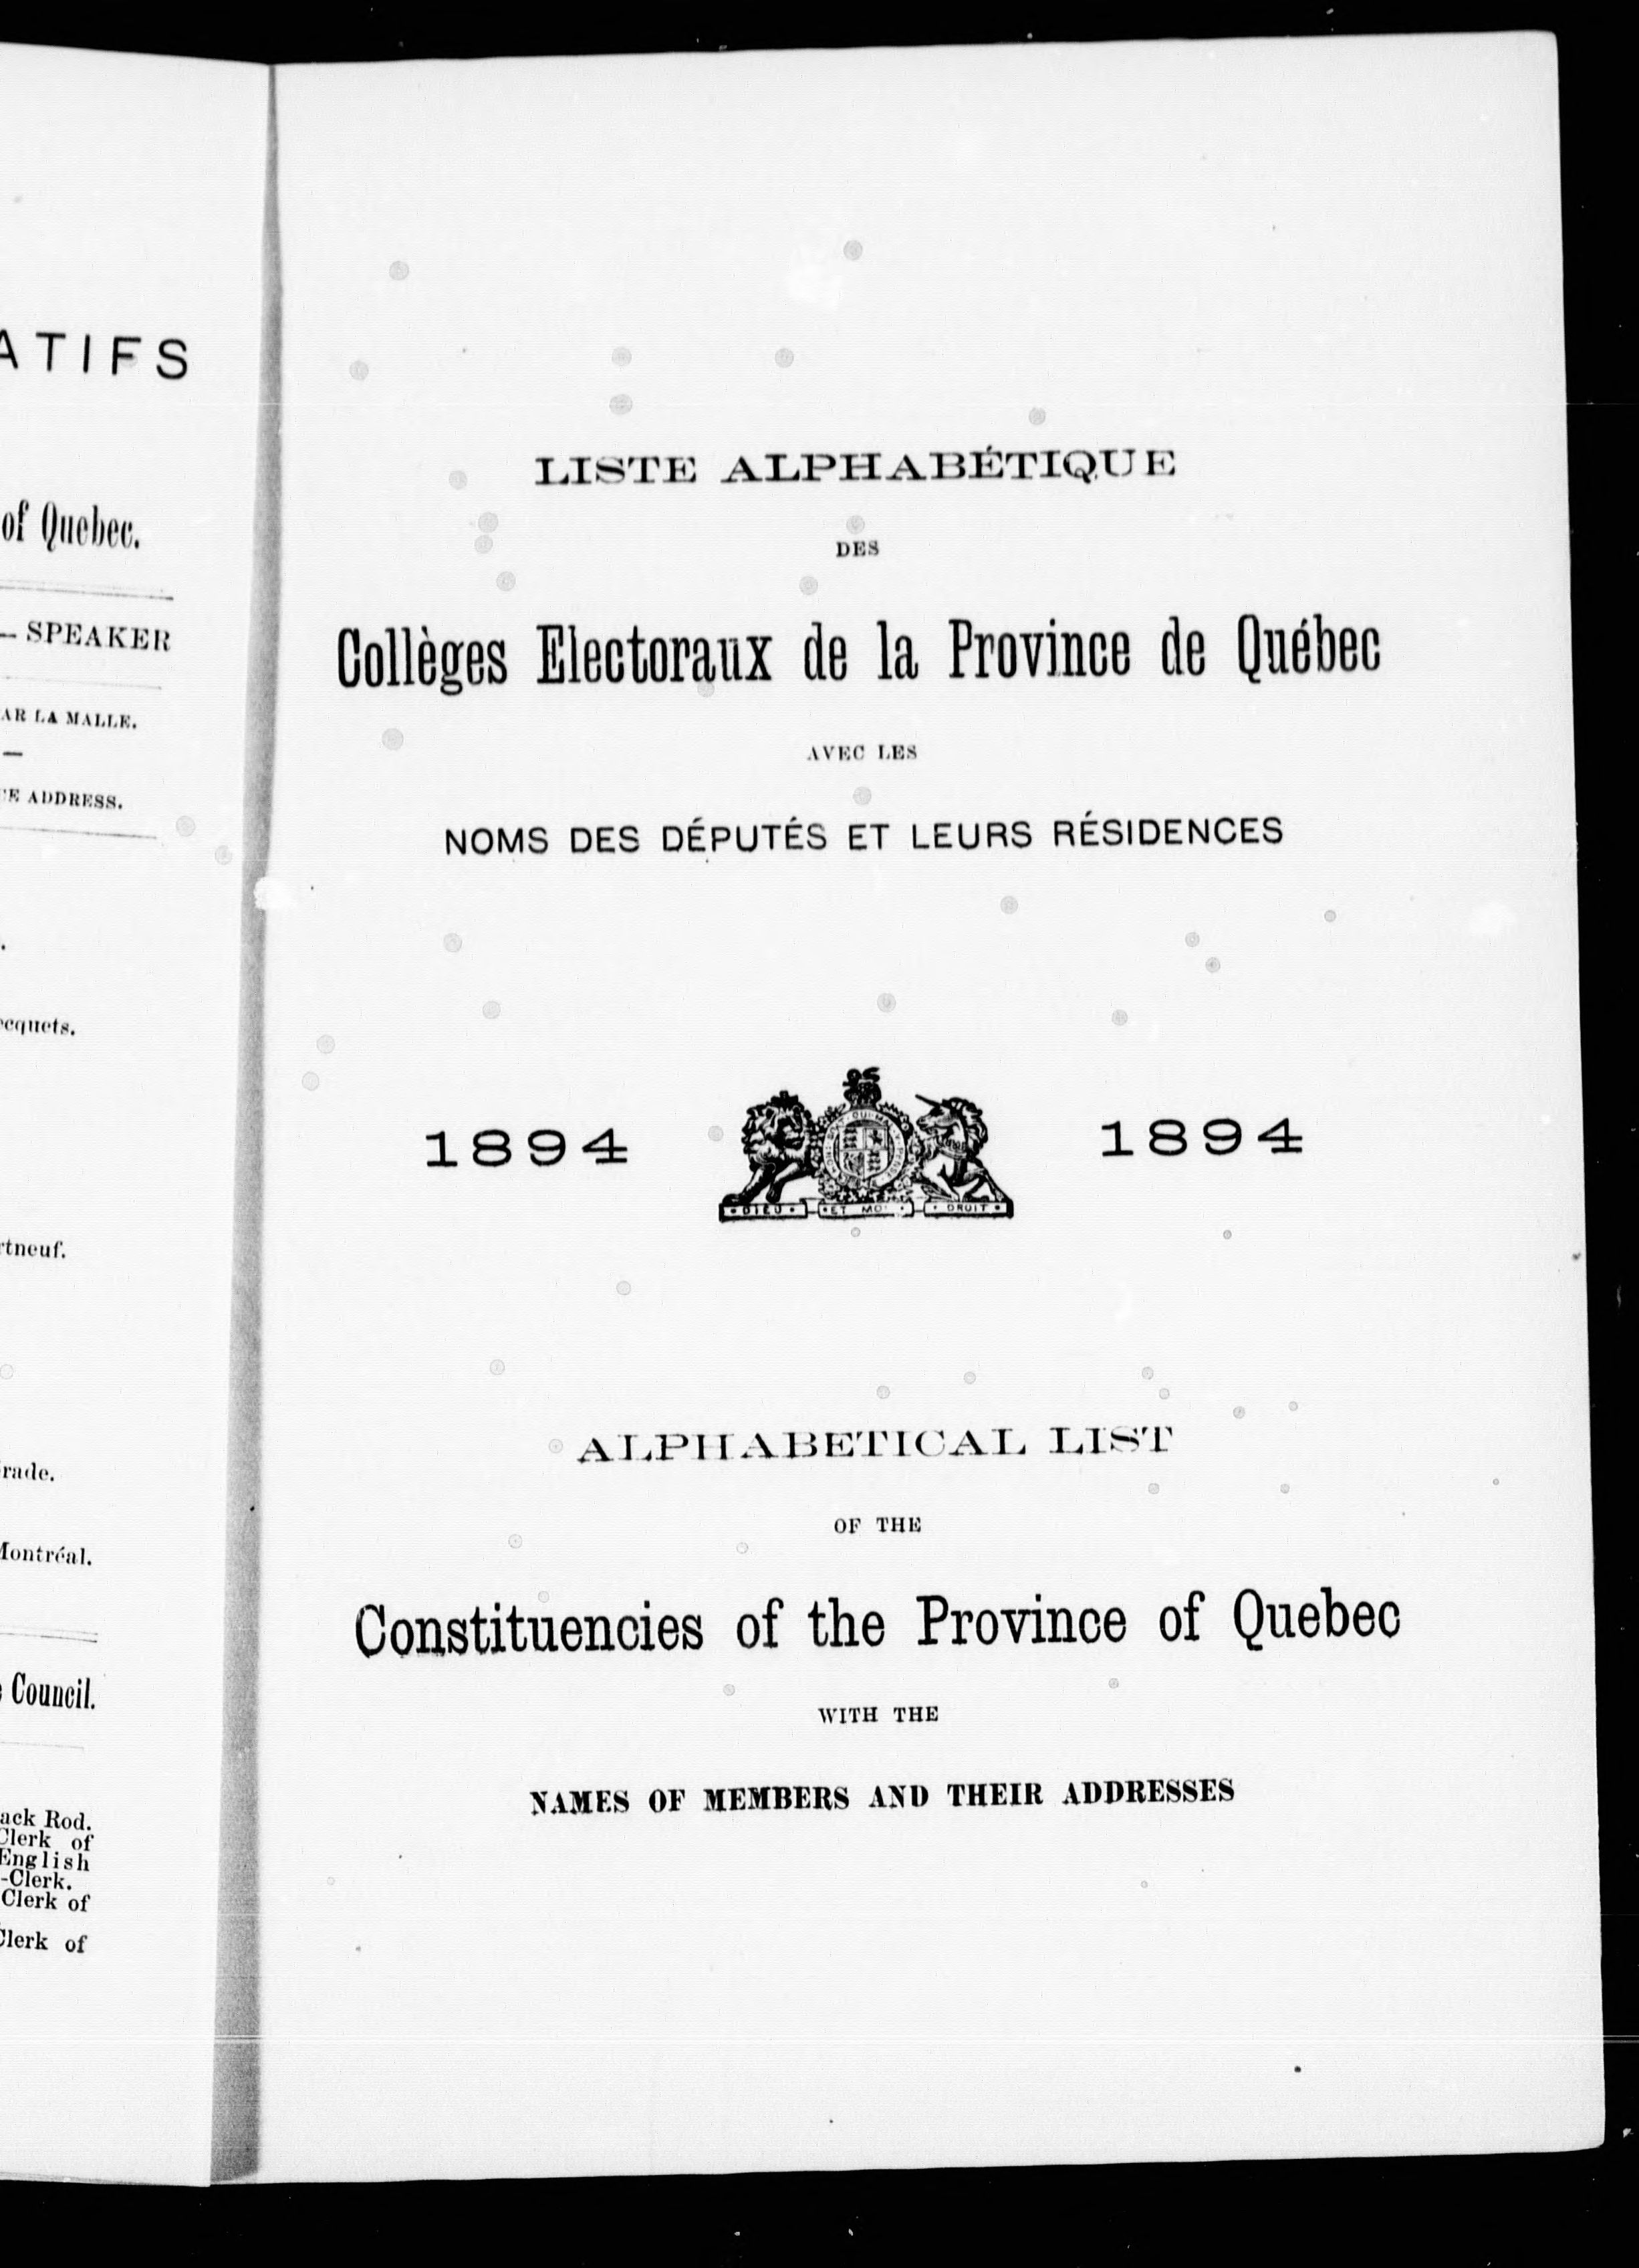 ATIFS
of Quebec.
— SPEAKER
AR LA MALLE.
—
ADDRESS.
ecquets.
rtneuf.
rade.
Montréal.
Council.
ack Rod.
Clerk of
English
-Clerk.
Clerk of
Clerk of
LISTE ALPHABÉTIQUE
DES
Collèges Electoraux de la Province de Québec
AVEC LES
NOMS DES DÉPUTÉS ET LEURS RÉSIDENCES
1894 1894
DIEU ET MON DROIT
ALPHABETICAL LIST
OF THE
Constituencies of the Province of Quebec
WITH THE
NAMES OF MEMBERS AND THEIR ADDRESSES